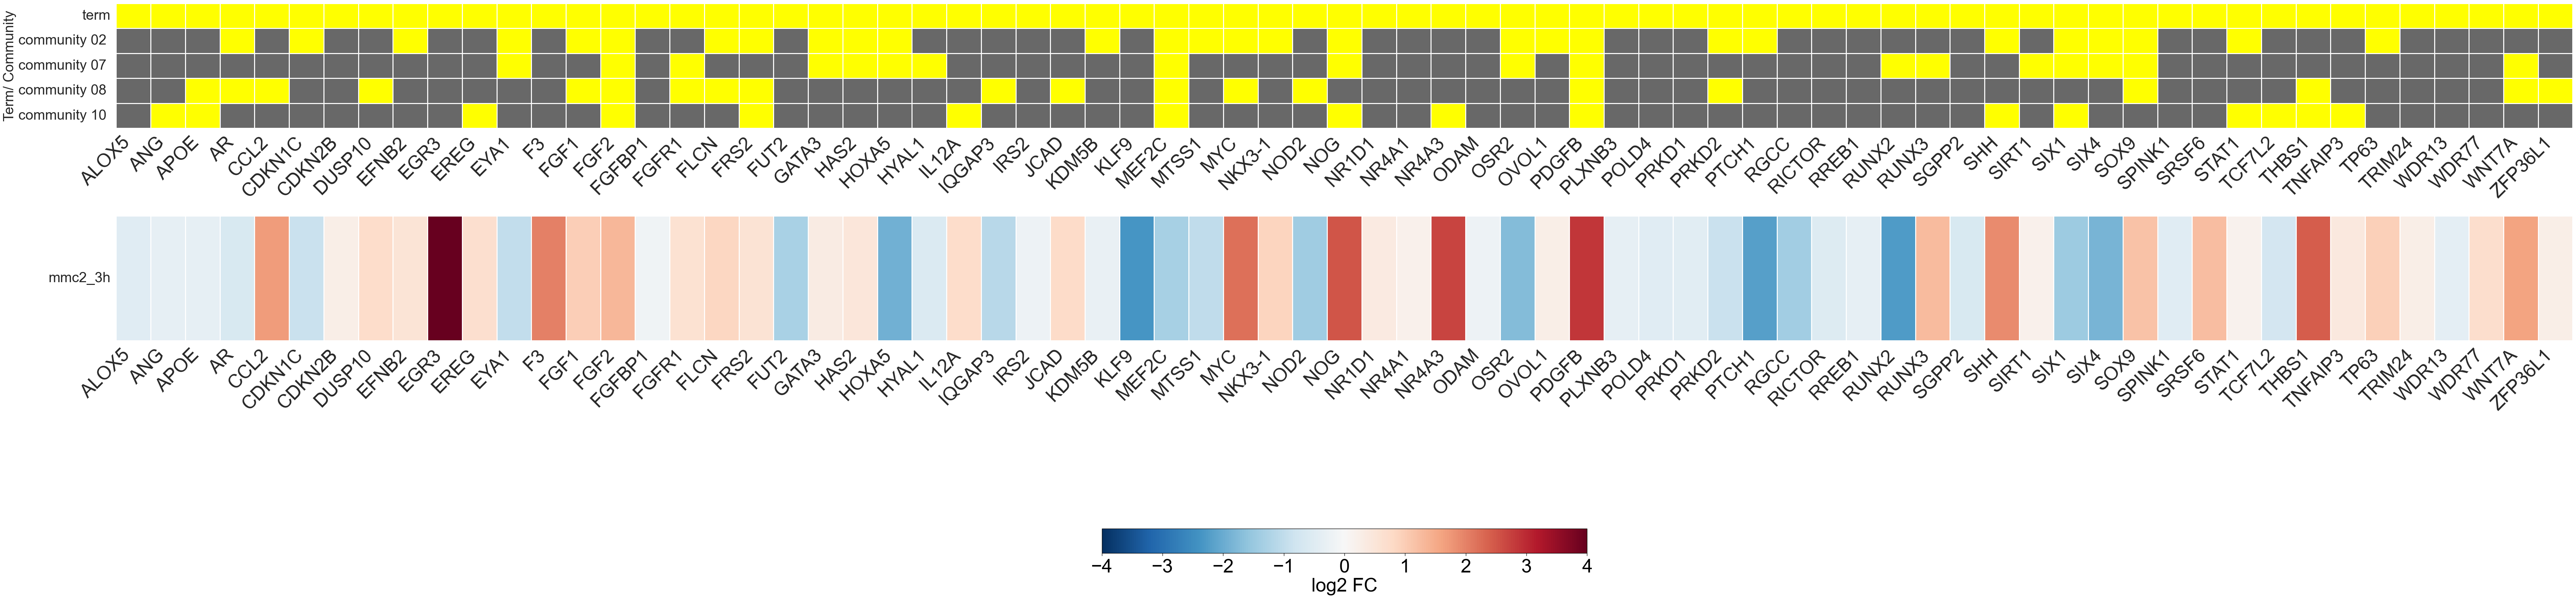 Term/ Community
term
community 02
community 07
community 08
community 10
ALOX5 ANG APOE AR CCL2 CDKN1C CDKN2B DUSP10 EFNB2 EGR3 EREG EYA1 F3 FGF1 FGF2 FGFBP1 FGFR1 FLCN FRS2 FUT2 GATA3 HAS2 HOXA5 HYAL1 IL12A IQGAP3 IRS2 JCAD KDM5B KLF9 MEF2C MTSS1 MYC NKX3-1 NOD2 NOG NR1D1 NR4A1 NR4A3 ODAM OSR2 OVOL1 PDGFB PLXNB3 POLD4 PRKD1 PRKD2 PTCH1 RGCC RICTOR RREB1 RUNX2 RUNX3 SGPP2 SHH SIRT1 SIX1 SIX4 SOX9 SPINK1 SRSF6 STAT1 TCF7L2 THBS1 TNFAIP3 TP63 TRIM24 WDR13 WDR77 WNT7A ZFP36L1
mmc2_3h
ALOX5 ANG APOE AR CCL2 CDKN1C CDKN2B DUSP10 EFNB2 EGR3 EREG EYA1 F3 FGF1 FGF2 FGFBP1 FGFR1 FLCN FRS2 FUT2 GATA3 HAS2 HOXA5 HYAL1 IL12A IQGAP3 IRS2 JCAD KDM5B KLF9 MEF2C MTSS1 MYC NKX3-1 NOD2 NOG NR1D1 NR4A1 NR4A3 ODAM OSR2 OVOL1 PDGFB PLXNB3 POLD4 PRKD1 PRKD2 PTCH1 RGCC RICTOR RREB1 RUNX2 RUNX3 SGPP2 SHH SIRT1 SIX1 SIX4 SOX9 SPINK1 SRSF6 STAT1 TCF7L2 THBS1 TNFAIP3 TP63 TRIM24 WDR13 WDR77 WNT7A ZFP36L1
−4 −3 −2 −1 0 1 2 3 4
log2 FC